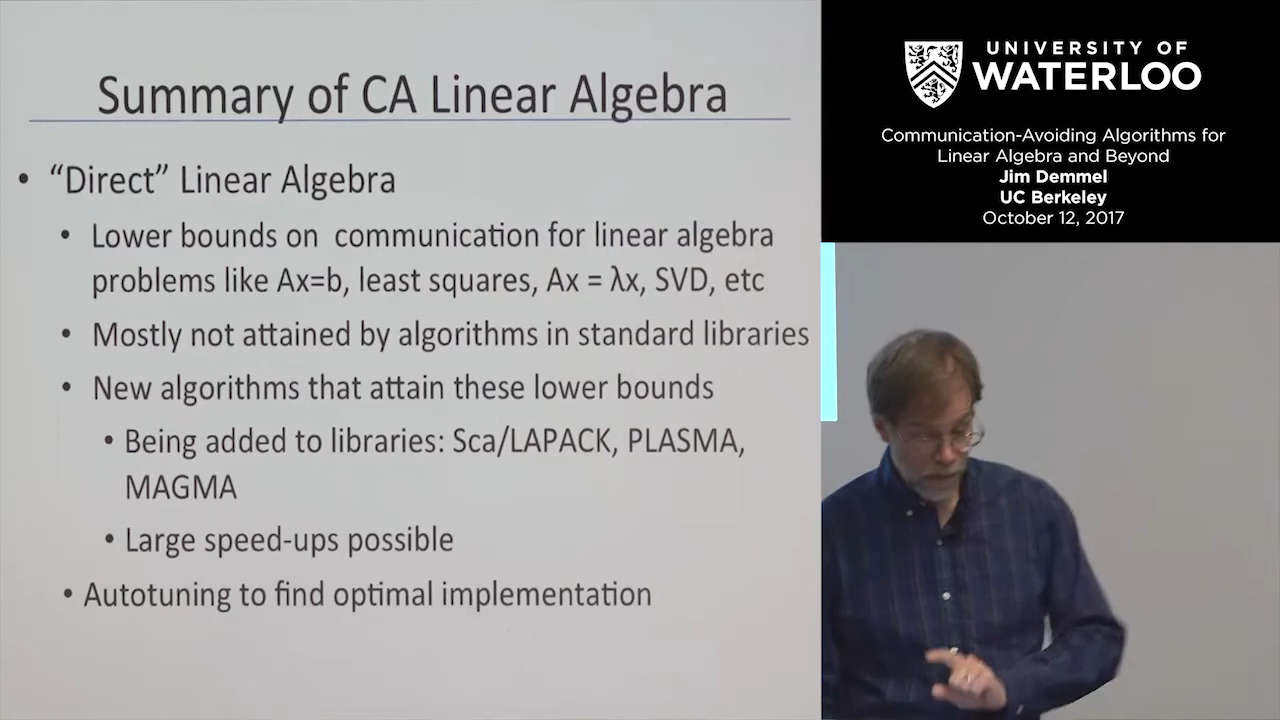 Summary of CA Linear Algebra
• “Direct” Linear Algebra
• Lower bounds on communication for linear algebra
problems like Ax=b, least squares, Ax = λx, SVD, etc
• Mostly not attained by algorithms in standard libraries
• New algorithms that attain these lower bounds
• Being added to libraries: Sca/LAPACK, PLASMA,
MAGMA
• Large speed-ups possible
• Autotuning to find optimal implementation
UNIVERSITY OF
WATERLOO
Communication-Avoiding Algorithms for
Linear Algebra and Beyond
Jim Demmel
UC Berkeley
October 12, 2017